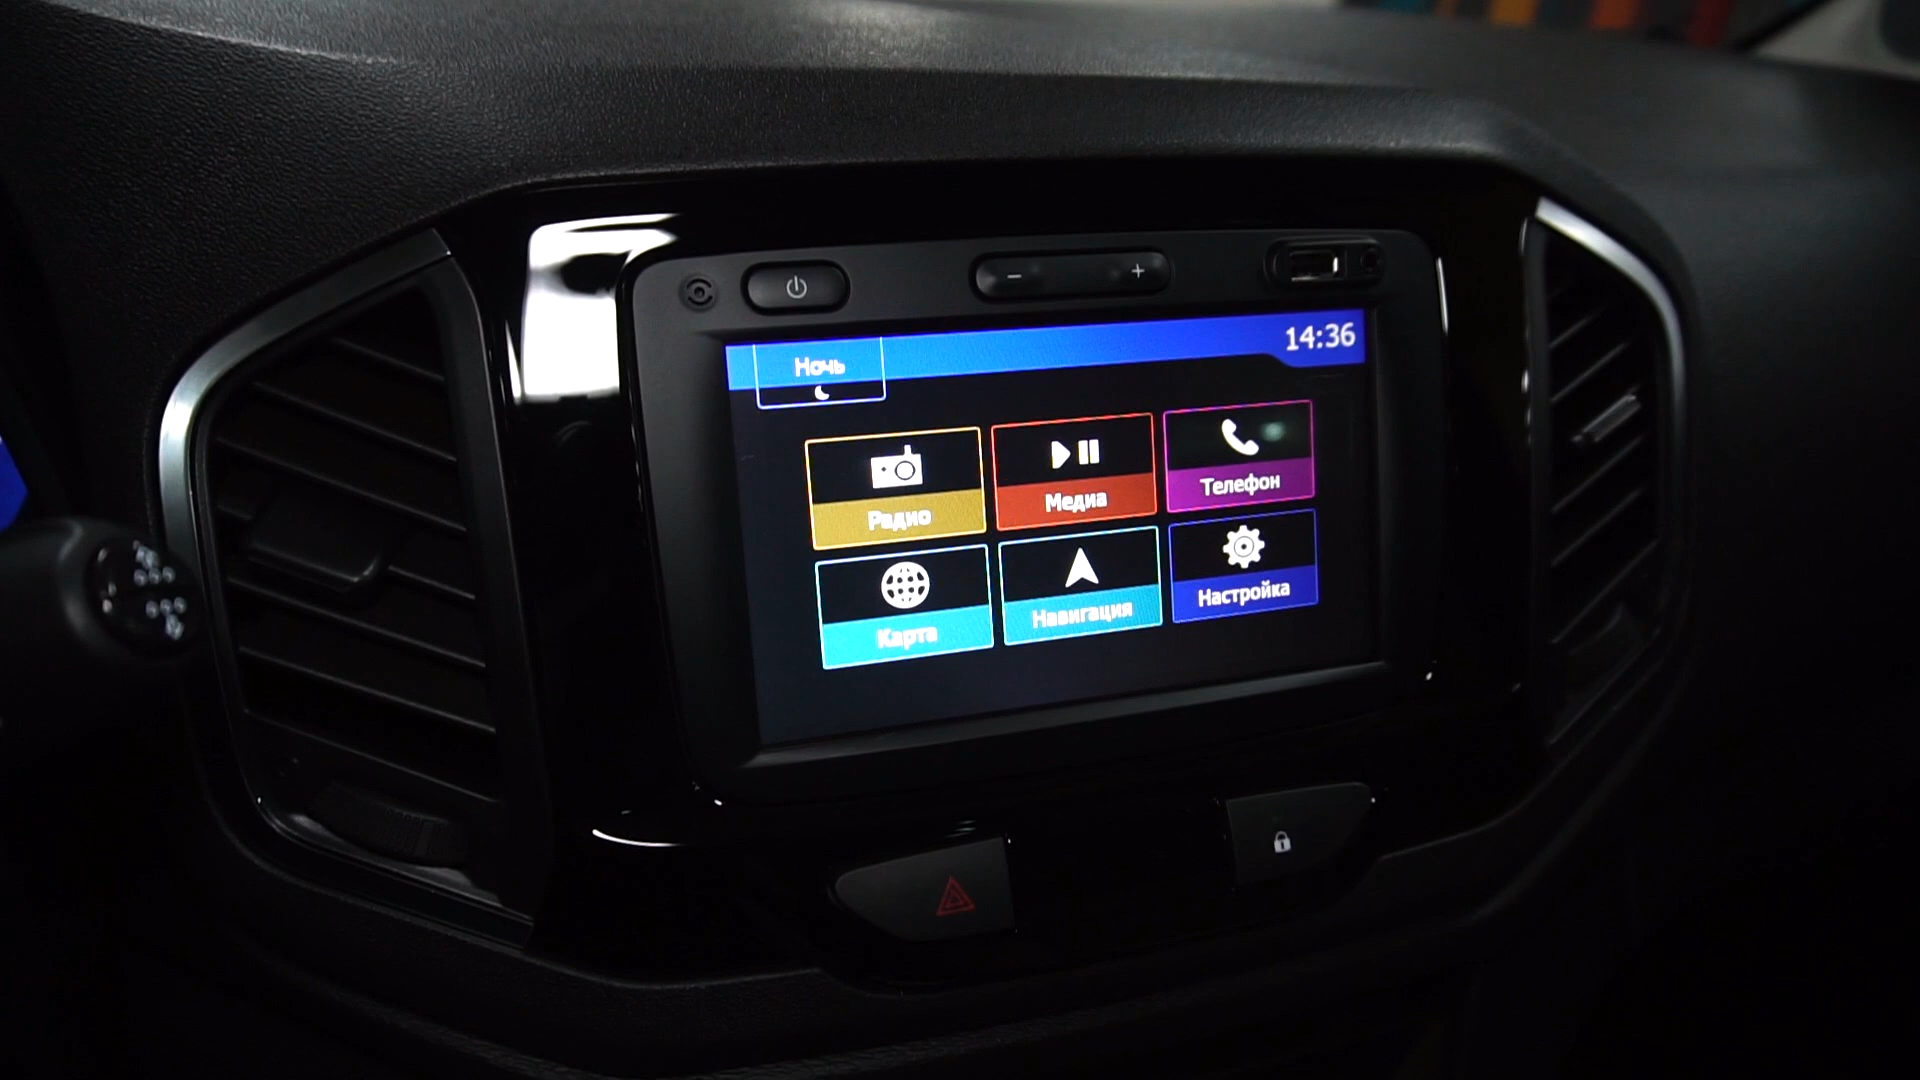 14:36
Ночь
Радио
Медиа
Телефон
Карта
Навигация
Настройка